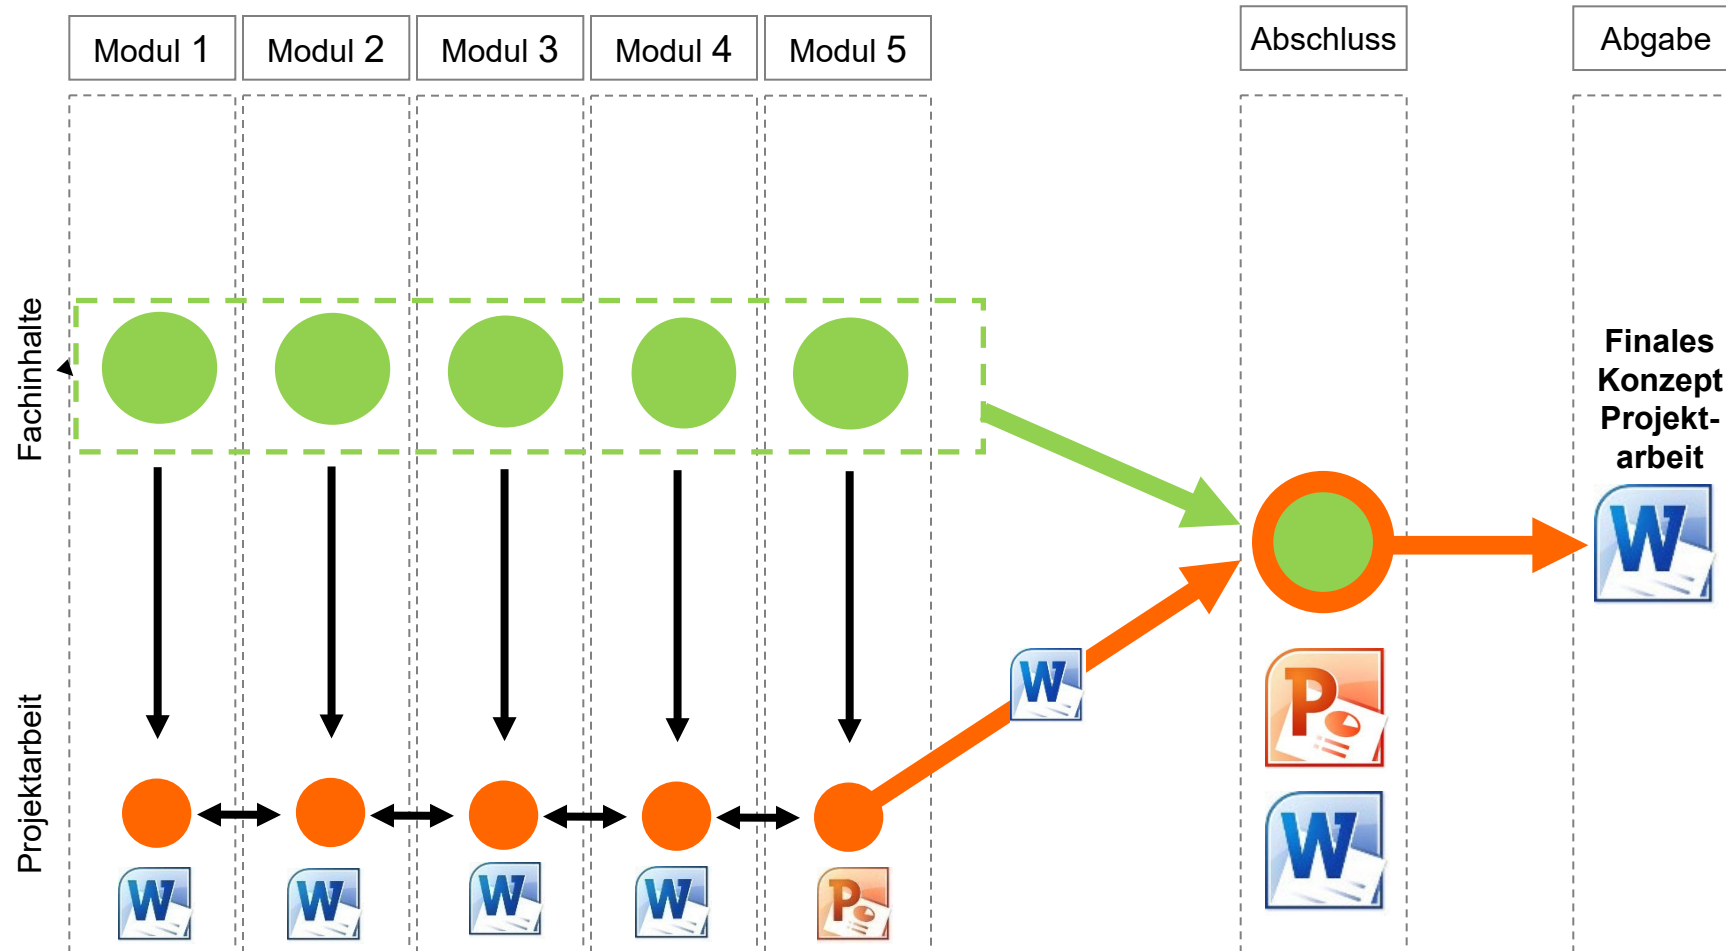 Modul 1
Modul 2
Modul 3
Modul 4
Modul 5
Abschluss
Abgabe
Fachinhalte
Finales
Konzept
Projekt-
arbeit
W
W
P
Projektarbeit
W
W
W
W
W
P